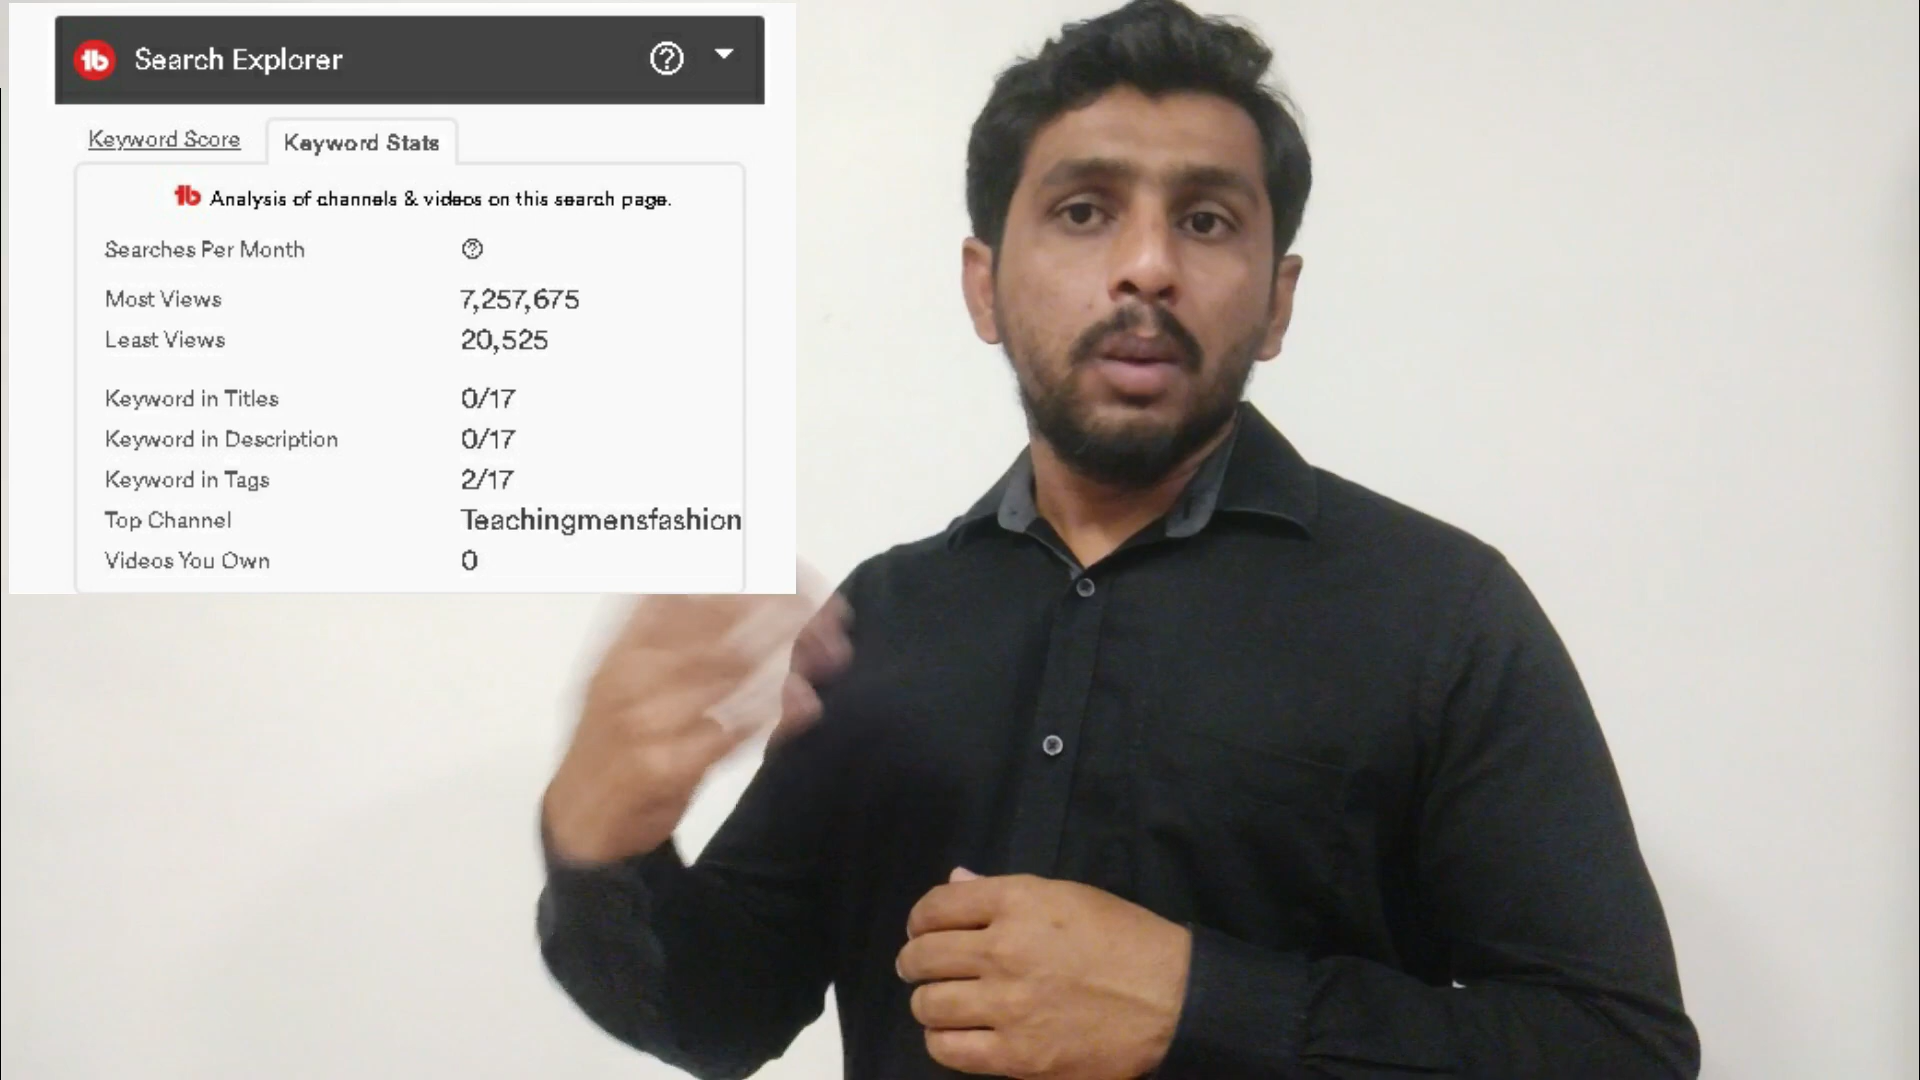 tb Search Explorer ?
Keyword Score Keyword Stats
tb Analysis of channels & videos on this search page.
Searches Per Month ?
Most Views 7,257,675
Least Views 20,525
Keyword in Titles 0/17
Keyword in Description 0/17
Keyword in Tags 2/17
Top Channel Teachingmensfashion
Videos You Own 0